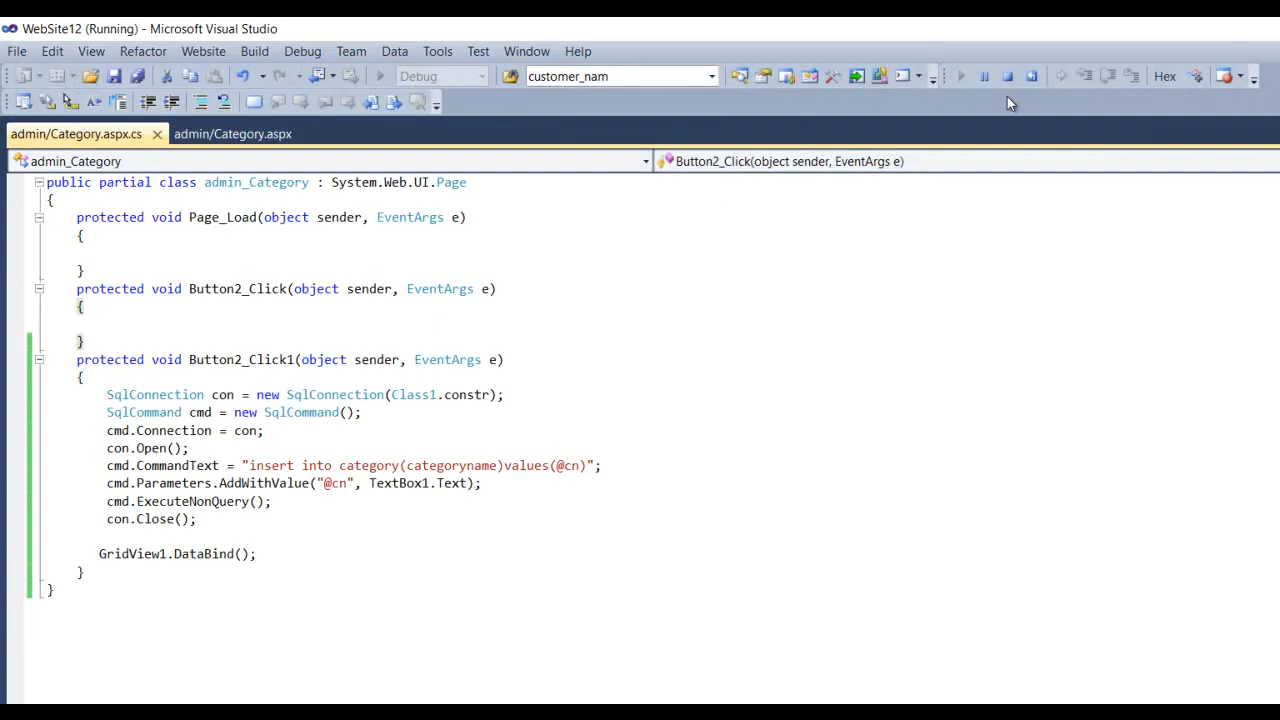 WebSite12 (Running) - Microsoft Visual Studio
File Edit View Refactor Website Build Debug Team Data Tools Test Window Help
Debug customer_nam Hex
admin/Category.aspx.cs admin/Category.aspx
admin_Category Button2_Click(object sender, EventArgs e)
public partial class admin_Category : System.Web.UI.Page
{
protected void Page_Load(object sender, EventArgs e)
{
}
protected void Button2_Click(object sender, EventArgs e)
{
}
protected void Button2_Click1(object sender, EventArgs e)
{
SqlConnection con = new SqlConnection(Class1.constr);
SqlCommand cmd = new SqlCommand();
cmd.Connection = con;
con.Open();
cmd.CommandText = "insert into category(categoryname)values(@cn)";
cmd.Parameters.AddWithValue("@cn", TextBox1.Text);
cmd.ExecuteNonQuery();
con.Close();
GridView1.DataBind();
}
}